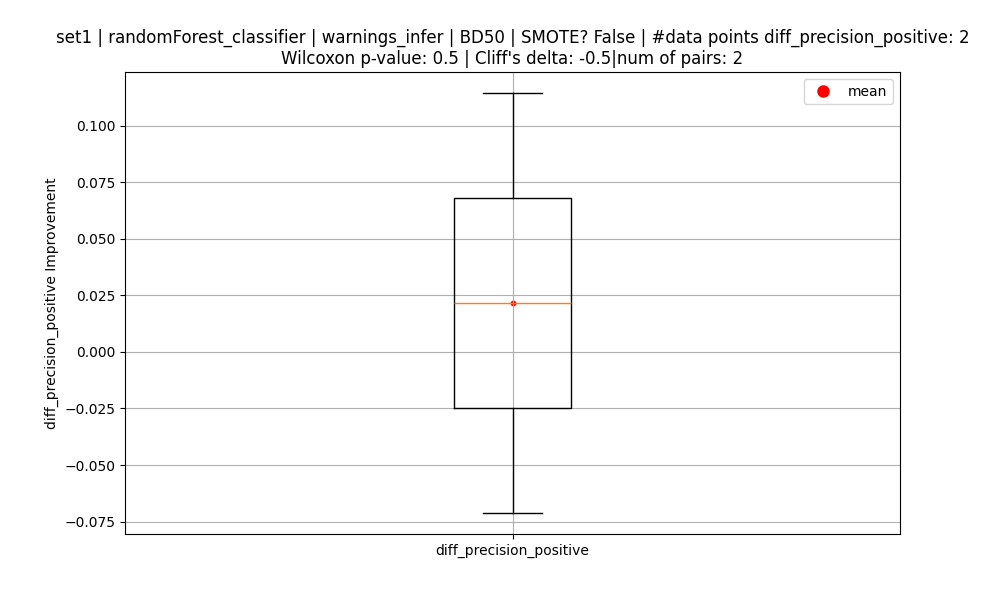 set1 | randomForest_classifier | warnings_infer | BD50 | SMOTE? False | #data points diff_precision_positive: 2
Wilcoxon p-value: 0.5 | Cliff's delta: -0.5|num of pairs: 2
mean
0.100
0.075
0.050
0.025
0.000
−0.025
−0.050
−0.075
diff_precision_positive Improvement
diff_precision_positive